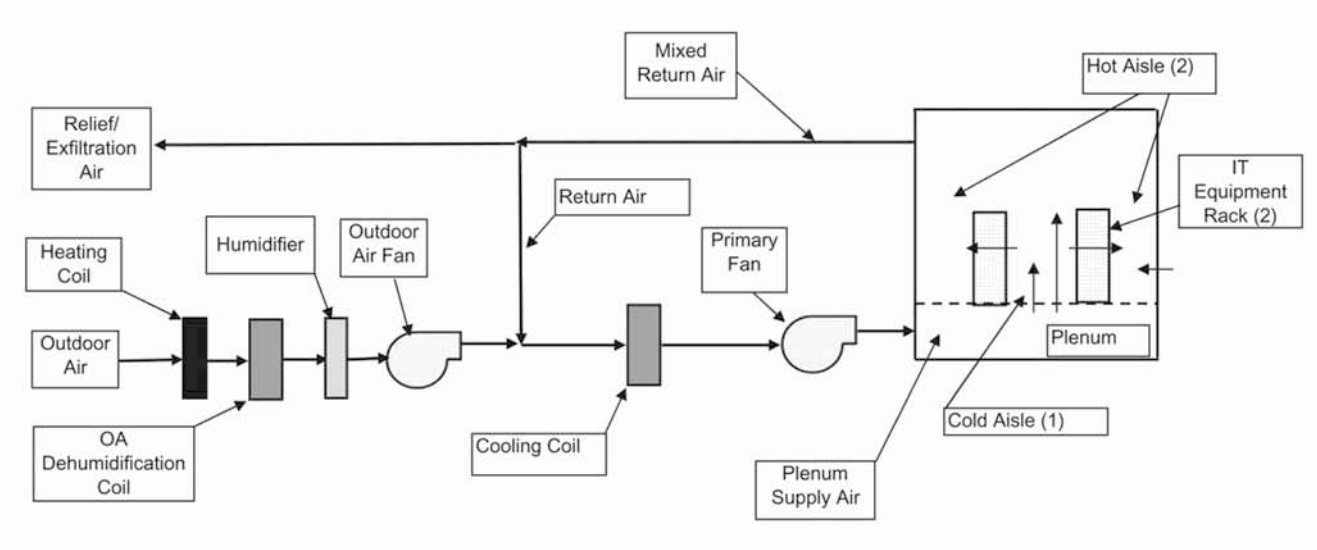 Mixed
Return Air
Hot Aisle (2)
Relief/
Exfiltration
Air
IT
Equipment
Rack (2)
Return Air
Humidifier
Outdoor
Air Fan
Primary
Fan
Heating
Coil
Outdoor
Air
Plenum
OA
Dehumidification
Coil
Cooling Coil
Cold Aisle (1)
Plenum
Supply Air